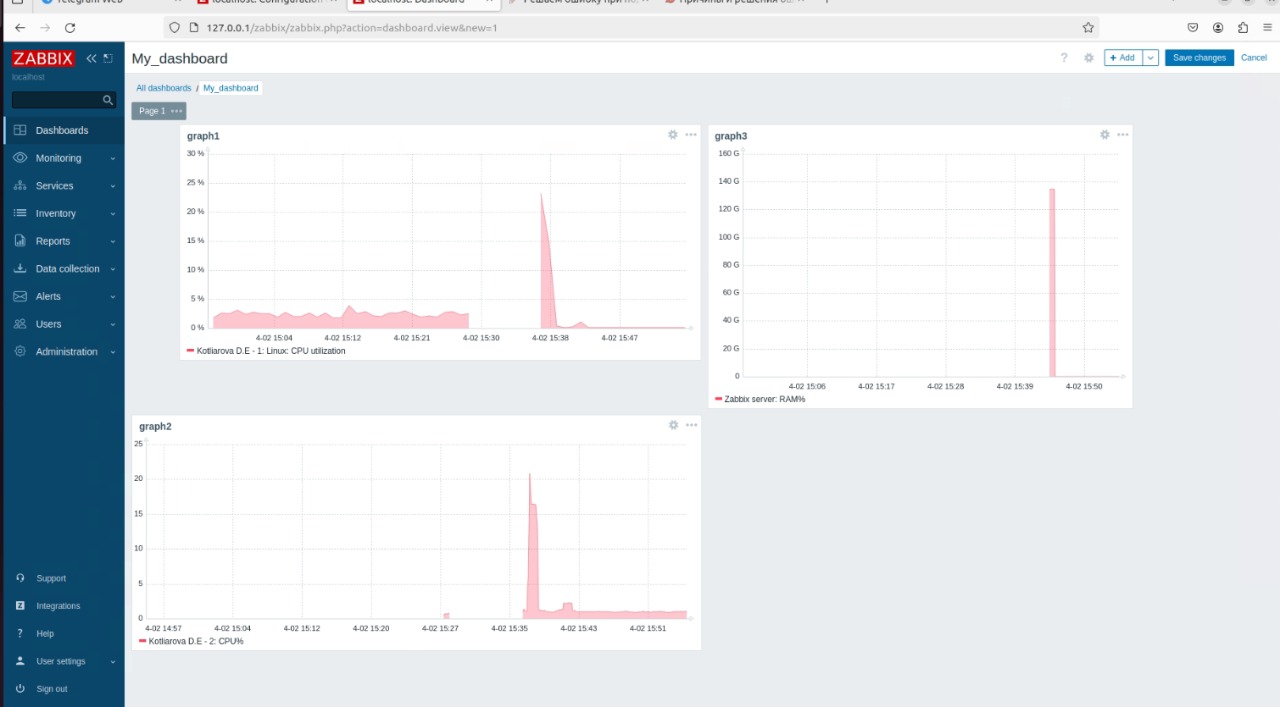 Telegram Web
localhost: Configuration
localhost: Dashboard
Решаем ошибку при по
Причины и решения ош
127.0.0.1/zabbix/zabbix.php?action=dashboard.view&new=1
ZABBIX
localhost
Dashboards
Monitoring
Services
Inventory
Reports
Data collection
Alerts
Users
Administration
Support
Integrations
Help
User settings
Sign out
My_dashboard
? + Add Save changes Cancel
All dashboards / My_dashboard
Page 1
graph1
30 %
25 %
20 %
15 %
10 %
5 %
0 %
4-02 15:04 4-02 15:12 4-02 15:21 4-02 15:30 4-02 15:38 4-02 15:47
Kotliarova D.E - 1: Linux: CPU utilization
graph3
160 G
140 G
120 G
100 G
80 G
60 G
40 G
20 G
0
4-02 15:06 4-02 15:17 4-02 15:28 4-02 15:39 4-02 15:50
Zabbix server: RAM%
graph2
25
20
15
10
5
0
4-02 14:57 4-02 15:04 4-02 15:12 4-02 15:20 4-02 15:27 4-02 15:35 4-02 15:43 4-02 15:51
Kotliarova D.E - 2: CPU%